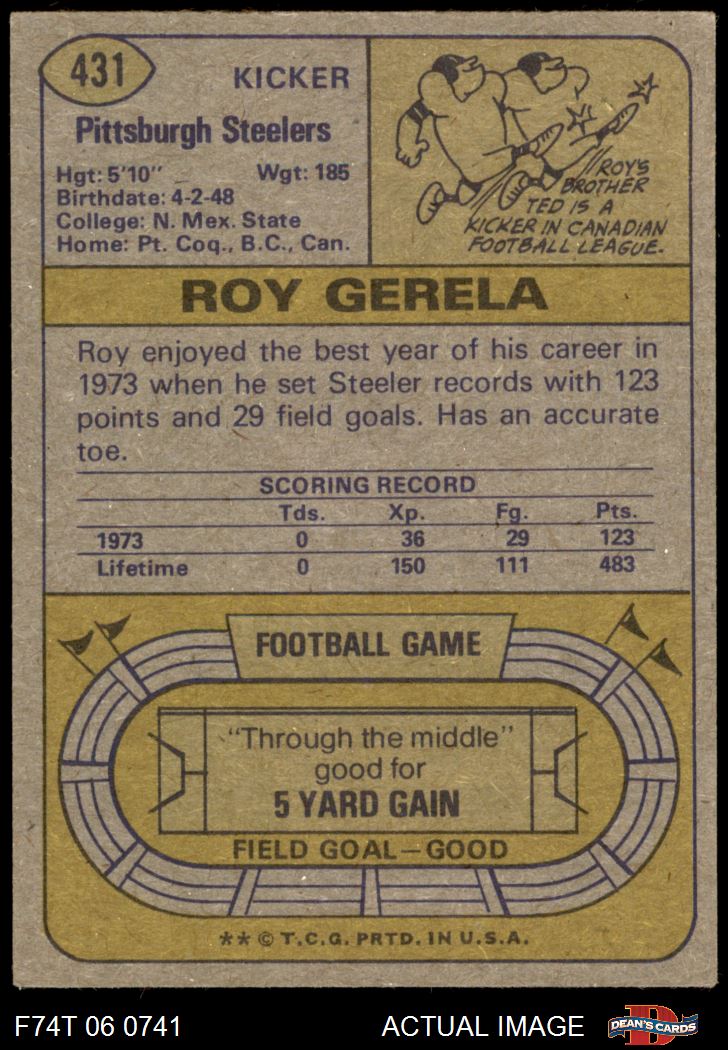 431
KICKER
Pittsburgh Steelers
Hgt: 5'10" Wgt: 185
Birthdate: 4-2-48
College: N. Mex. State
Home: Pt. Coq., B.C., Can.
ROY'S
BROTHER
TED IS A
KICKER IN CANADIAN
FOOTBALL LEAGUE.
ROY GERELA
Roy enjoyed the best year of his career in
1973 when he set Steeler records with 123
points and 29 field goals. Has an accurate
toe.
SCORING RECORD
Tds. Xp. Fg. Pts.
1973 0 36 29 123
Lifetime 0 150 111 483
FOOTBALL GAME
"Through the middle"
good for
5 YARD GAIN
FIELD GOAL—GOOD
** © T.C.G. PRTD. IN U.S.A.
F74T 06 0741 ACTUAL IMAGE D DEAN'S CARDS